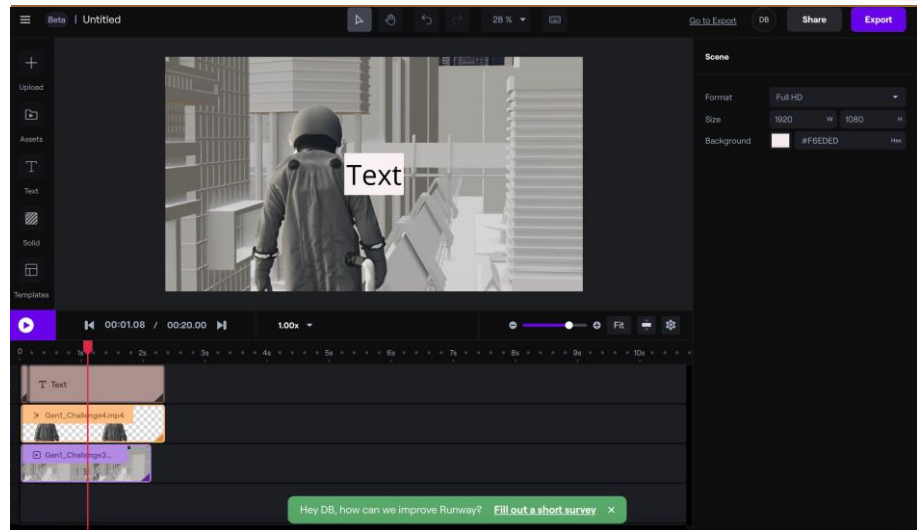 Beta | Untitled
28 %
Go to Export
DB
Share
Export
Upload
Assets
Text
Solid
Templates
Text
Scene
Format
Full HD
Size
1920 W
1080 H
Background
#F6EDED Hex
00:01.08 / 00:20.00
1.00x
Fit
0 1s 2s 3s 4s 5s 6s 7s 8s 9s 10s
T Text
Gen1_Challenge4.mp4
Gen1_Challenge3...
Hey DB, how can we improve Runway? Fill out a short survey ×